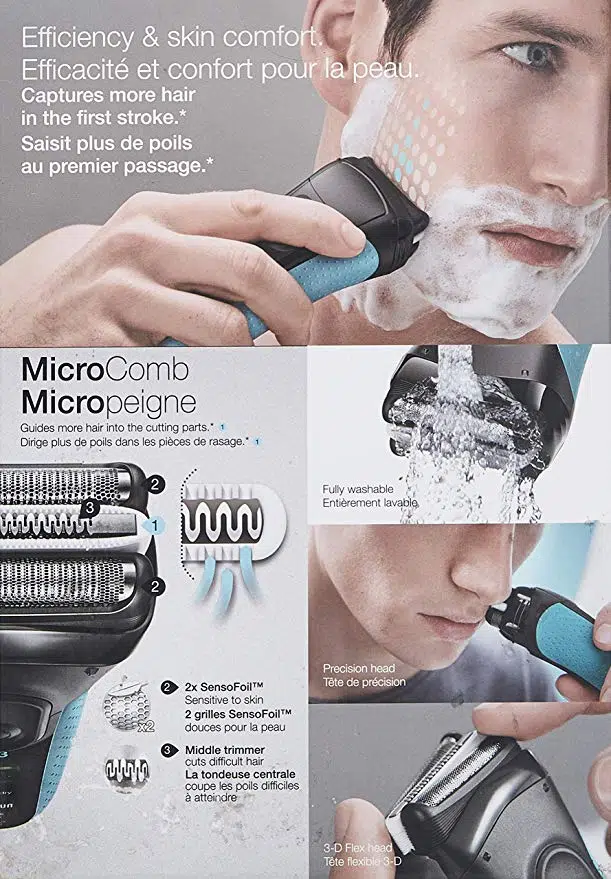 Efficiency & skin comfort.
Efficacité et confort pour la peau.
Captures more hair
in the first stroke.*
Saisit plus de poils
au premier passage.*
MicroComb
Micropeigne
Guides more hair into the cutting parts.* 1
Dirige plus de poils dans les pièces de rasage.* 1
2
3
1
2
2 2x SensoFoil™
Sensitive to skin
2 grilles SensoFoil™
douces pour la peau
x2
3 Middle trimmer
cuts difficult hair
La tondeuse centrale
coupe les poils difficiles
à atteindre
3
Fully washable
Entièrement lavable
Precision head
Tête de précision
3-D Flex head
Tête flexible 3-D